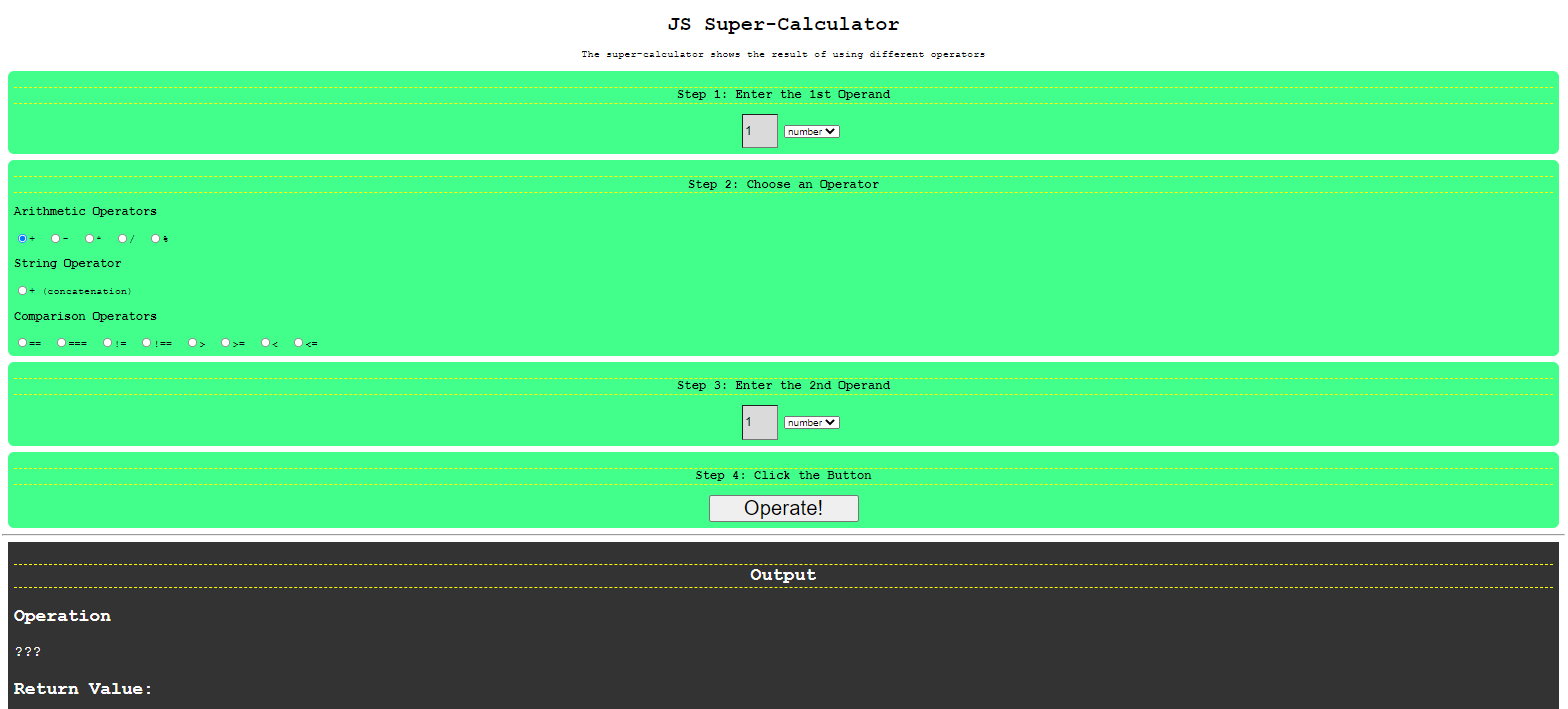 JS Super-Calculator
The super-calculator shows the result of using different operators
Step 1: Enter the 1st Operand
1 number
Step 2: Choose an Operator
Arithmetic Operators
+ - * / %
String Operator
+ (concatenation)
Comparison Operators
== === != !== > >= < <=
Step 3: Enter the 2nd Operand
1 number
Step 4: Click the Button
Operate!
Output
Operation
???
Return Value: